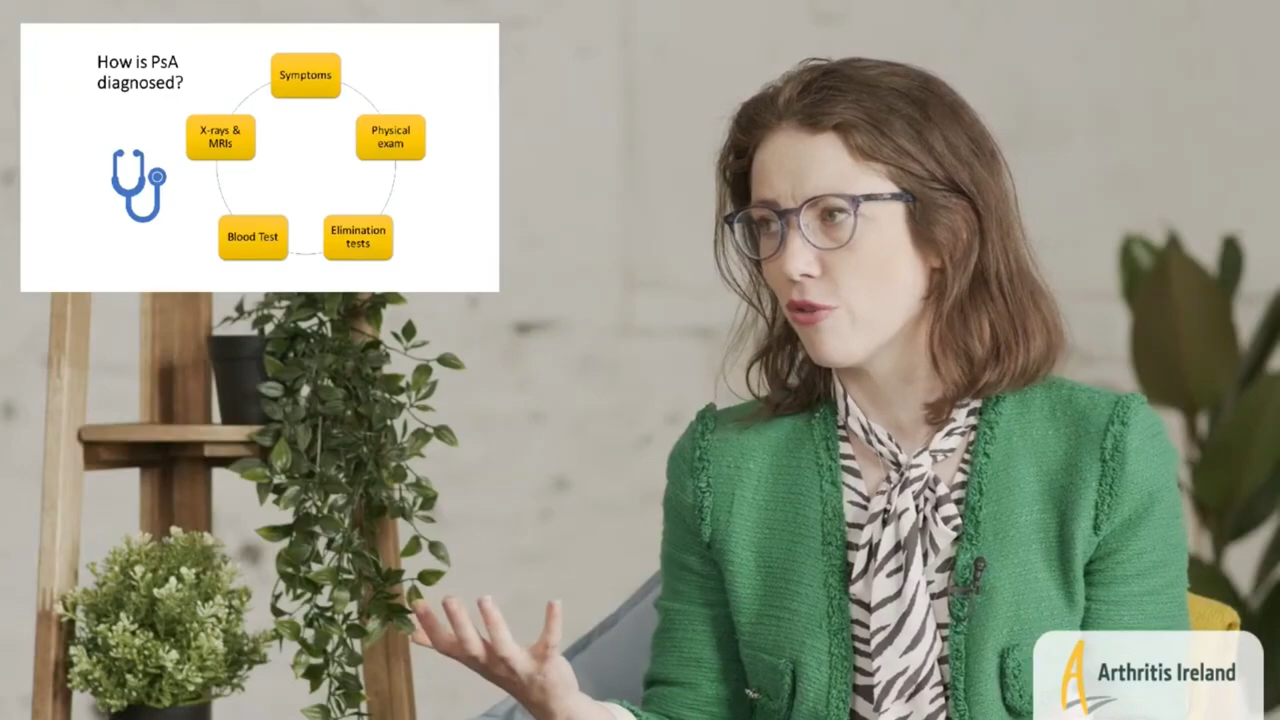 How is PsA
diagnosed?
Symptoms
Physical
exam
Elimination
tests
Blood Test
X-rays &
MRIs
Arthritis Ireland